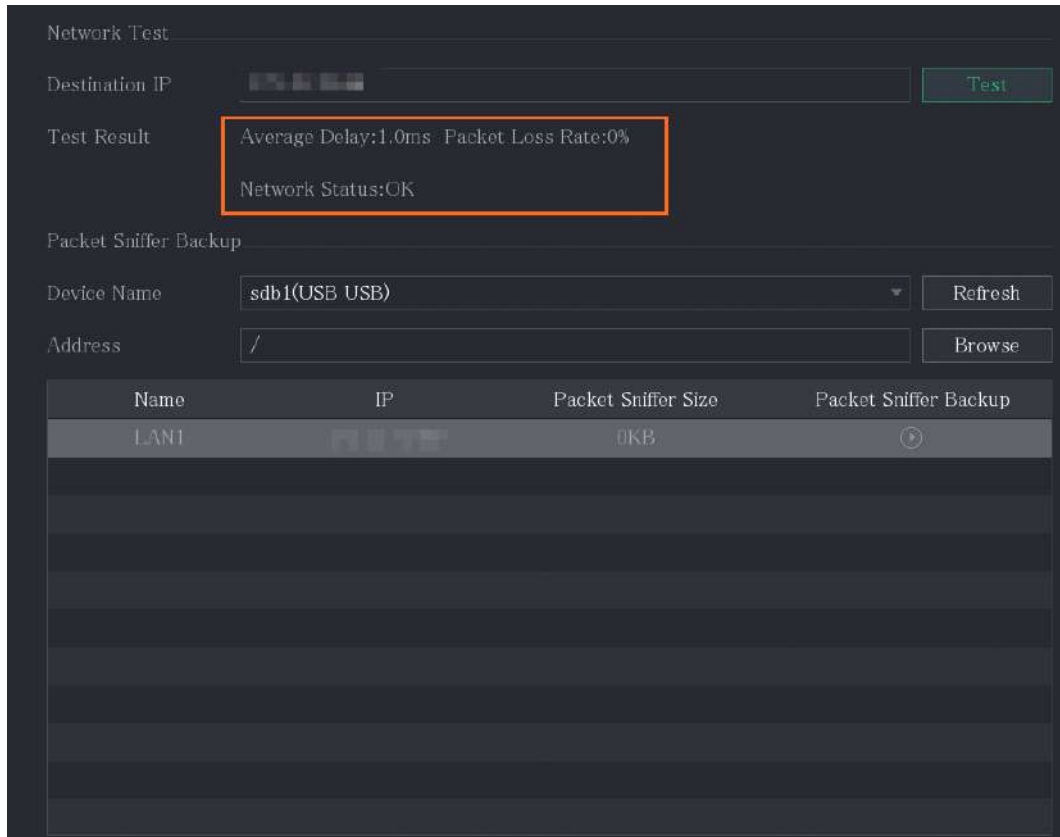 Network Test
Destination IP Test
Test Result Average Delay:1.0ms Packet Loss Rate:0%
Network Status:OK
Packet Sniffer Backup
Device Name sdb1(USB USB) Refresh
Address / Browse
Name IP Packet Sniffer Size Packet Sniffer Backup
LAN1 0KB